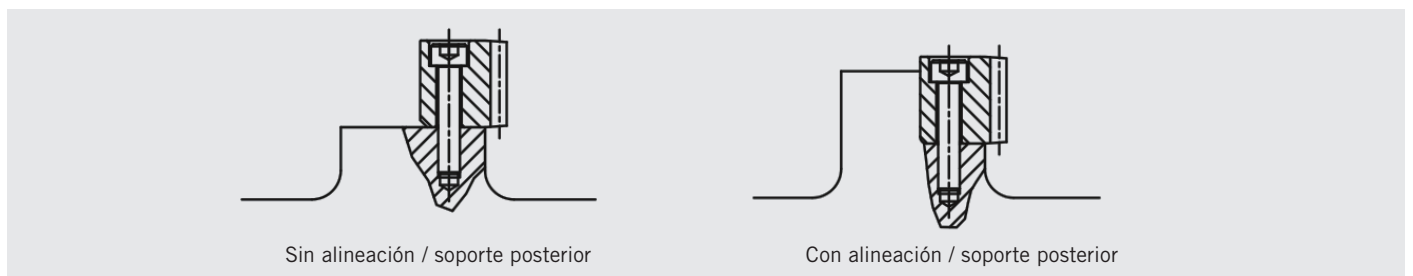 Sin alineación / soporte posterior
Con alineación / soporte posterior